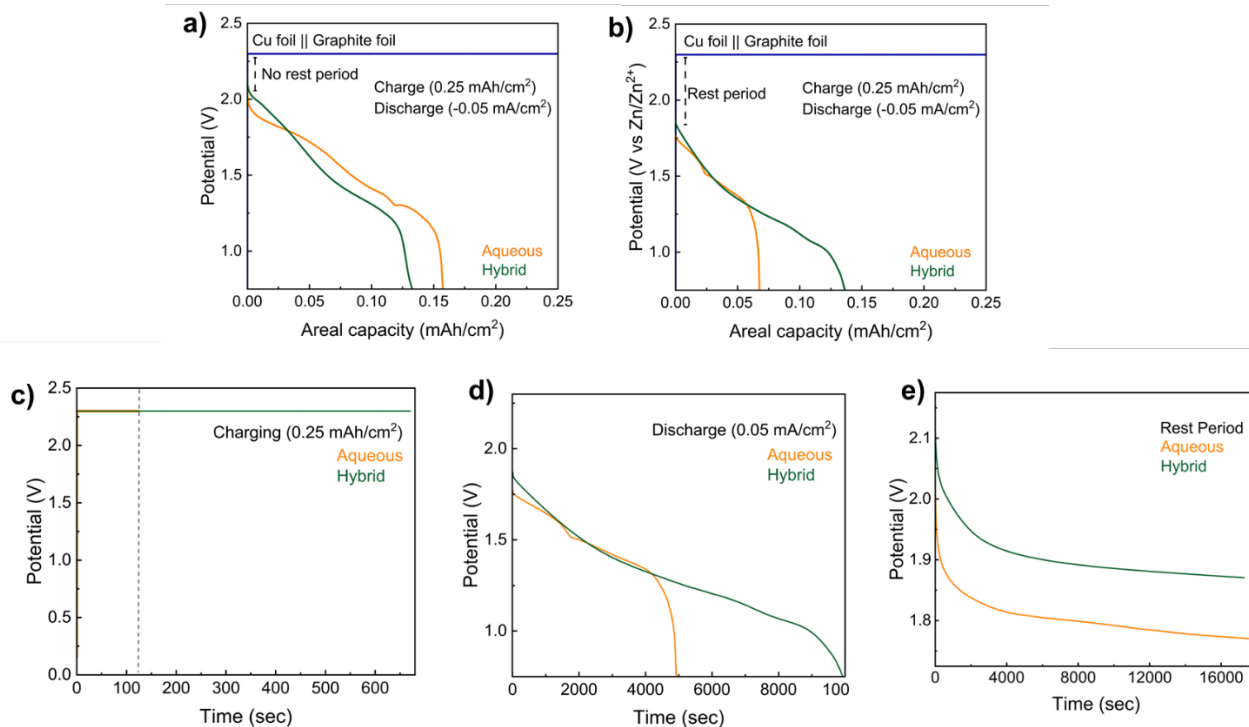 a)
2.5
2.0
1.5
1.0
Potential (V)
Cu foil || Graphite foil
No rest period
Charge (0.25 mAh/cm²)
Discharge (-0.05 mA/cm²)
Aqueous
Hybrid
0.00 0.05 0.10 0.15 0.20 0.25
Areal capacity (mAh/cm²)
b)
2.5
2.0
1.5
1.0
Potential (V vs Zn/Zn²⁺)
Cu foil || Graphite foil
Rest period
Charge (0.25 mAh/cm²)
Discharge (-0.05 mA/cm²)
Aqueous
Hybrid
0.00 0.05 0.10 0.15 0.20 0.25
Areal capacity (mAh/cm²)
c)
2.5
2.0
1.5
1.0
0.5
0.0
Potential (V)
Charging (0.25 mAh/cm²)
Aqueous
Hybrid
0 100 200 300 400 500 600
Time (sec)
d)
2.0
1.5
1.0
Potential (V)
Discharge (0.05 mA/cm²)
Aqueous
Hybrid
0 2000 4000 6000 8000 100
Time (sec)
e)
2.1
2.0
1.9
1.8
Potential (V)
Rest Period
Aqueous
Hybrid
0 4000 8000 12000 16000
Time (sec)